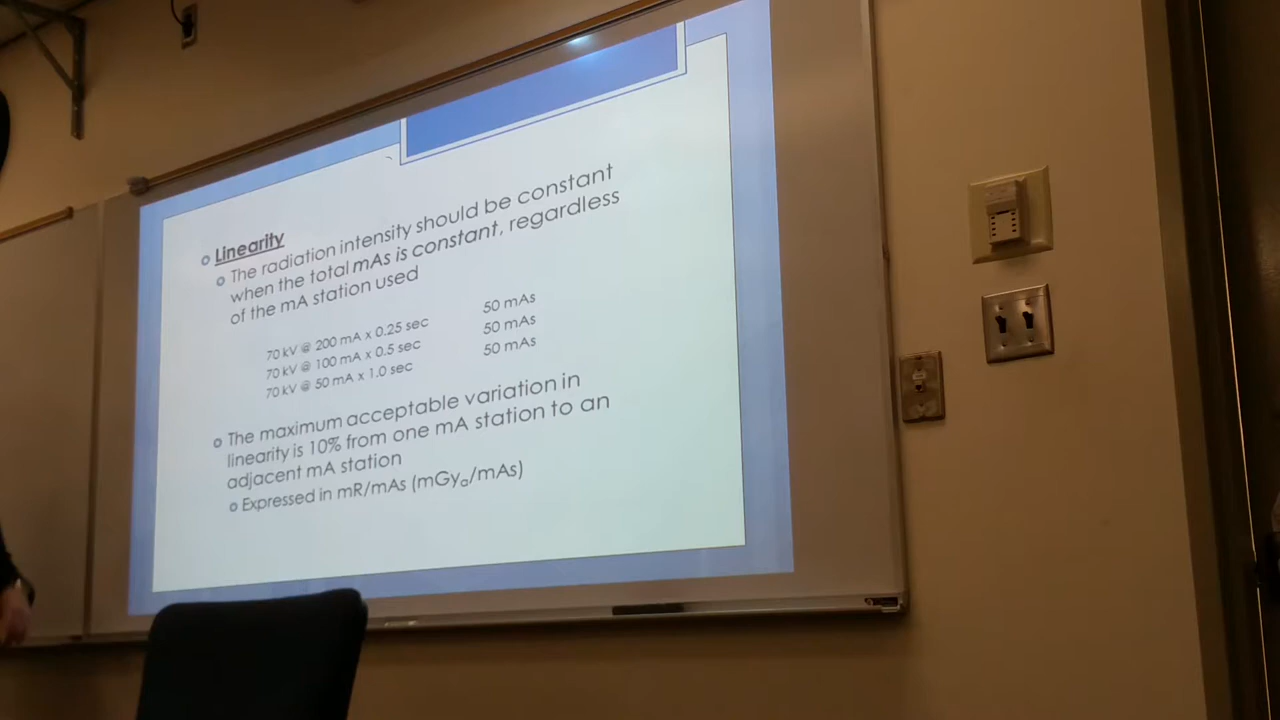 Linearity
The radiation intensity should be constant
when the total mAs is constant, regardless
of the mA station used
70 kV @ 200 mA x 0.25 sec 50 mAs
70 kV @ 100 mA x 0.5 sec 50 mAs
70 kV @ 50 mA x 1.0 sec 50 mAs
The maximum acceptable variation in
linearity is 10% from one mA station to an
adjacent mA station
Expressed in mR/mAs (mGyₐ/mAs)